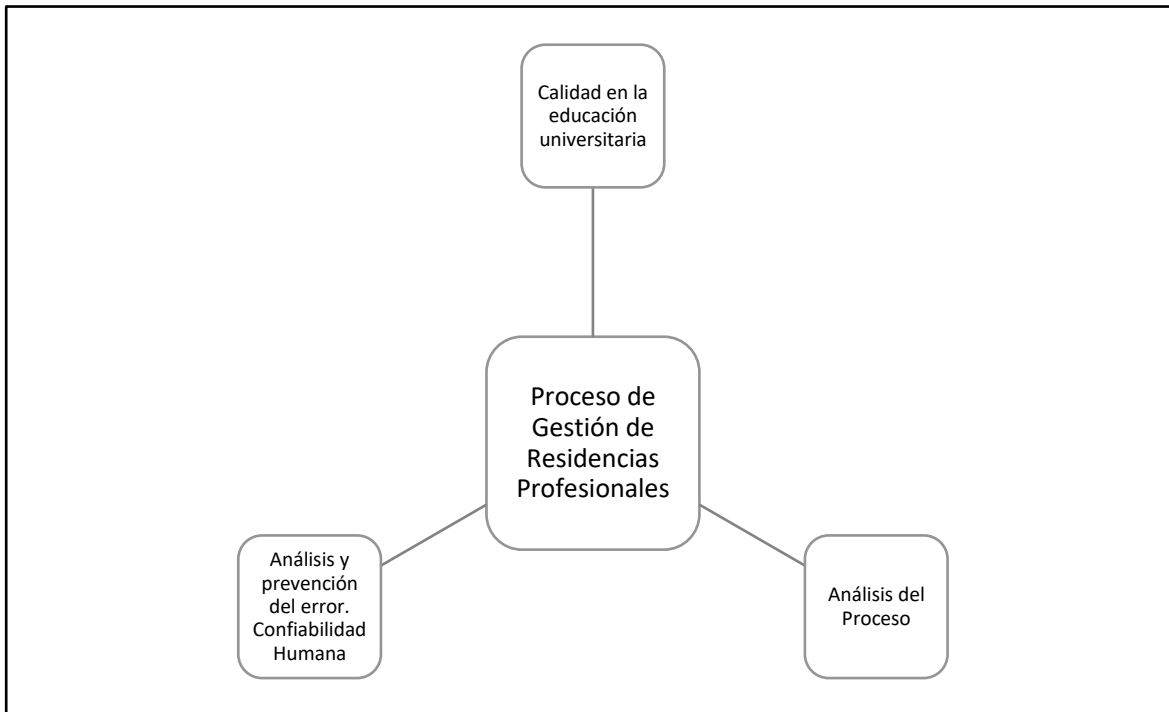 Calidad en la
educación
universitaria
Proceso de
Gestión de
Residencias
Profesionales
Análisis y
prevención
del error.
Confiabilidad
Humana
Análisis del
Proceso